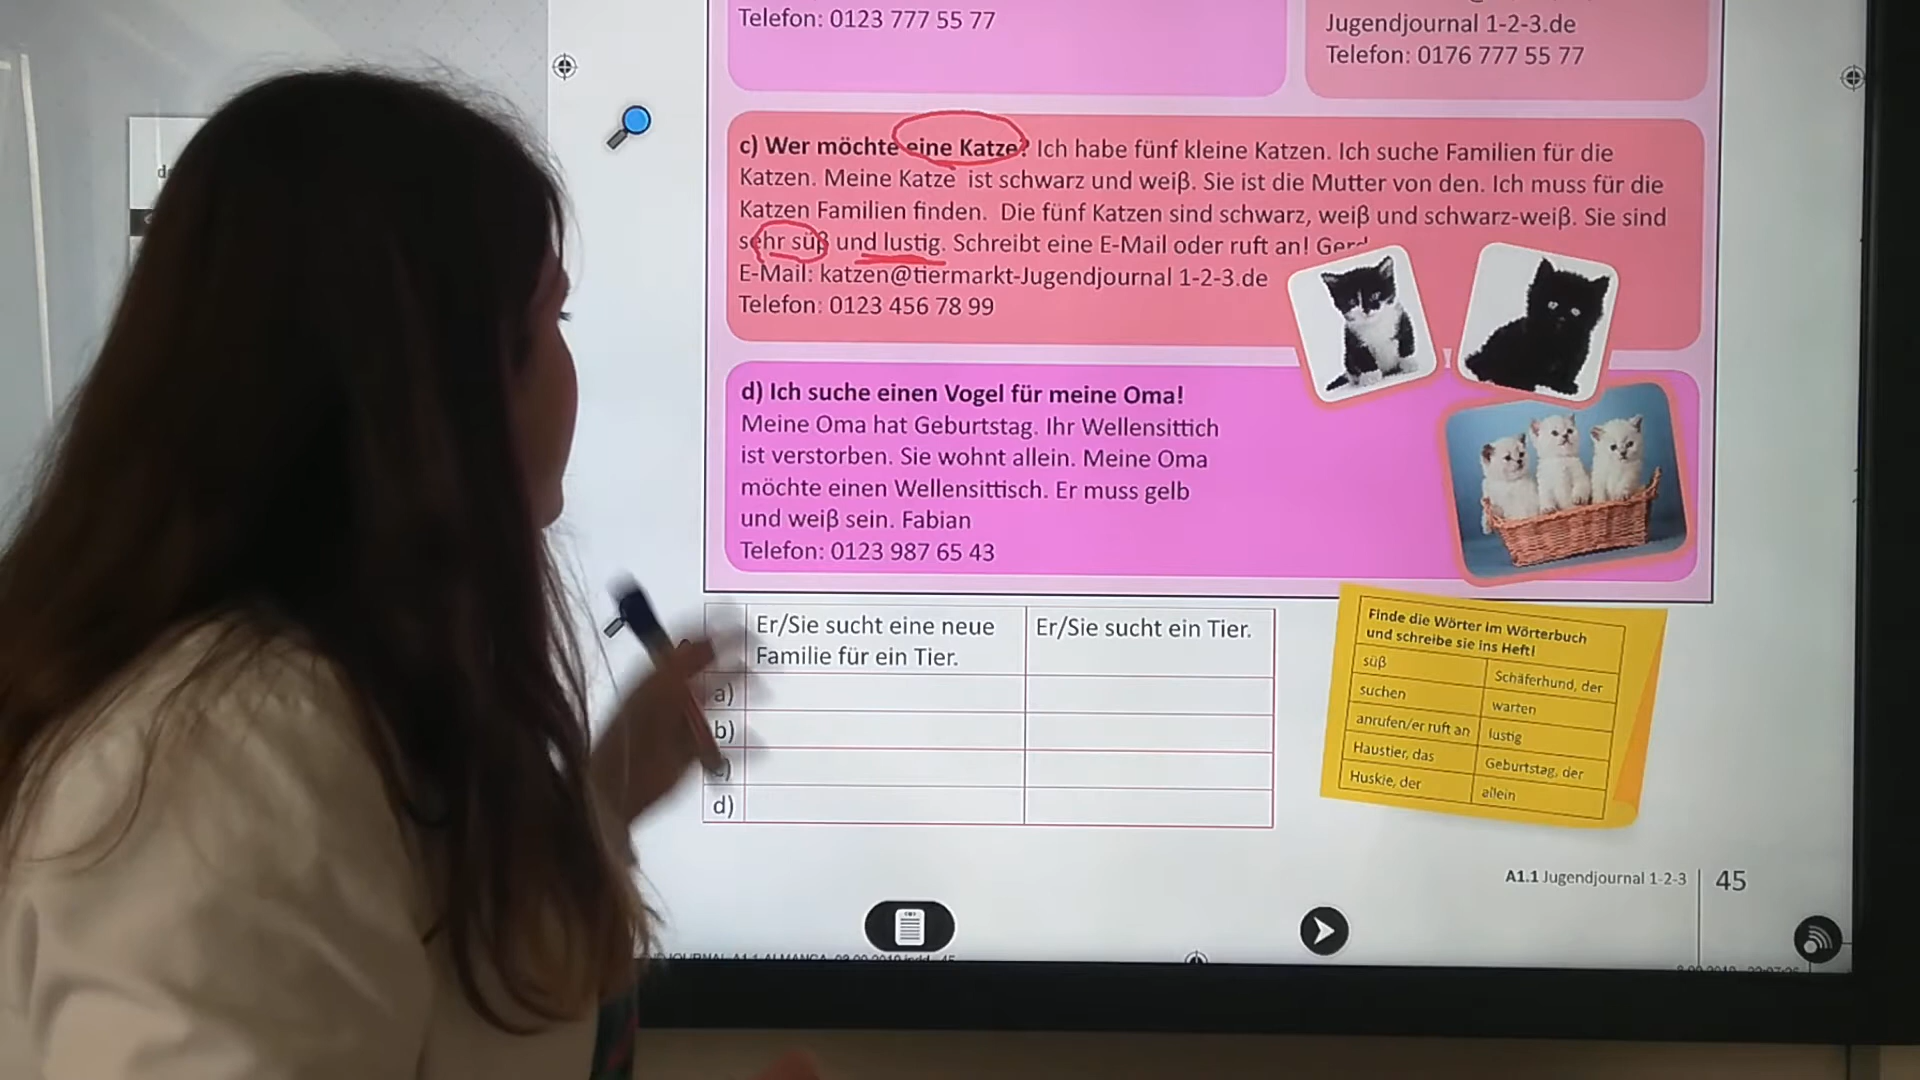 Telefon: 0123 777 55 77
Jugendjournal 1-2-3.de
Telefon: 0176 777 55 77
c) Wer möchte eine Katze? Ich habe fünf kleine Katzen. Ich suche Familien für die
Katzen. Meine Katze ist schwarz und weiß. Sie ist die Mutter von den. Ich muss für die
Katzen Familien finden. Die fünf Katzen sind schwarz, weiß und schwarz-weiß. Sie sind
sehr süß und lustig. Schreibt eine E-Mail oder ruft an! Gerd
E-Mail: katzen@tiermarkt-Jugendjournal 1-2-3.de
Telefon: 0123 456 78 99
d) Ich suche einen Vogel für meine Oma!
Meine Oma hat Geburtstag. Ihr Wellensittich
ist verstorben. Sie wohnt allein. Meine Oma
möchte einen Wellensittisch. Er muss gelb
und weiß sein. Fabian
Telefon: 0123 987 65 43
Er/Sie sucht eine neue
Familie für ein Tier.
Er/Sie sucht ein Tier.
a)
b)
c)
d)
Finde die Wörter im Wörterbuch
und schreibe sie ins Heft!
süß
Schäferhund, der
suchen
warten
anrufen/er ruft an
lustig
Haustier, das
Geburtstag, der
Huskie, der
allein
A1.1 Jugendjournal 1-2-3
45